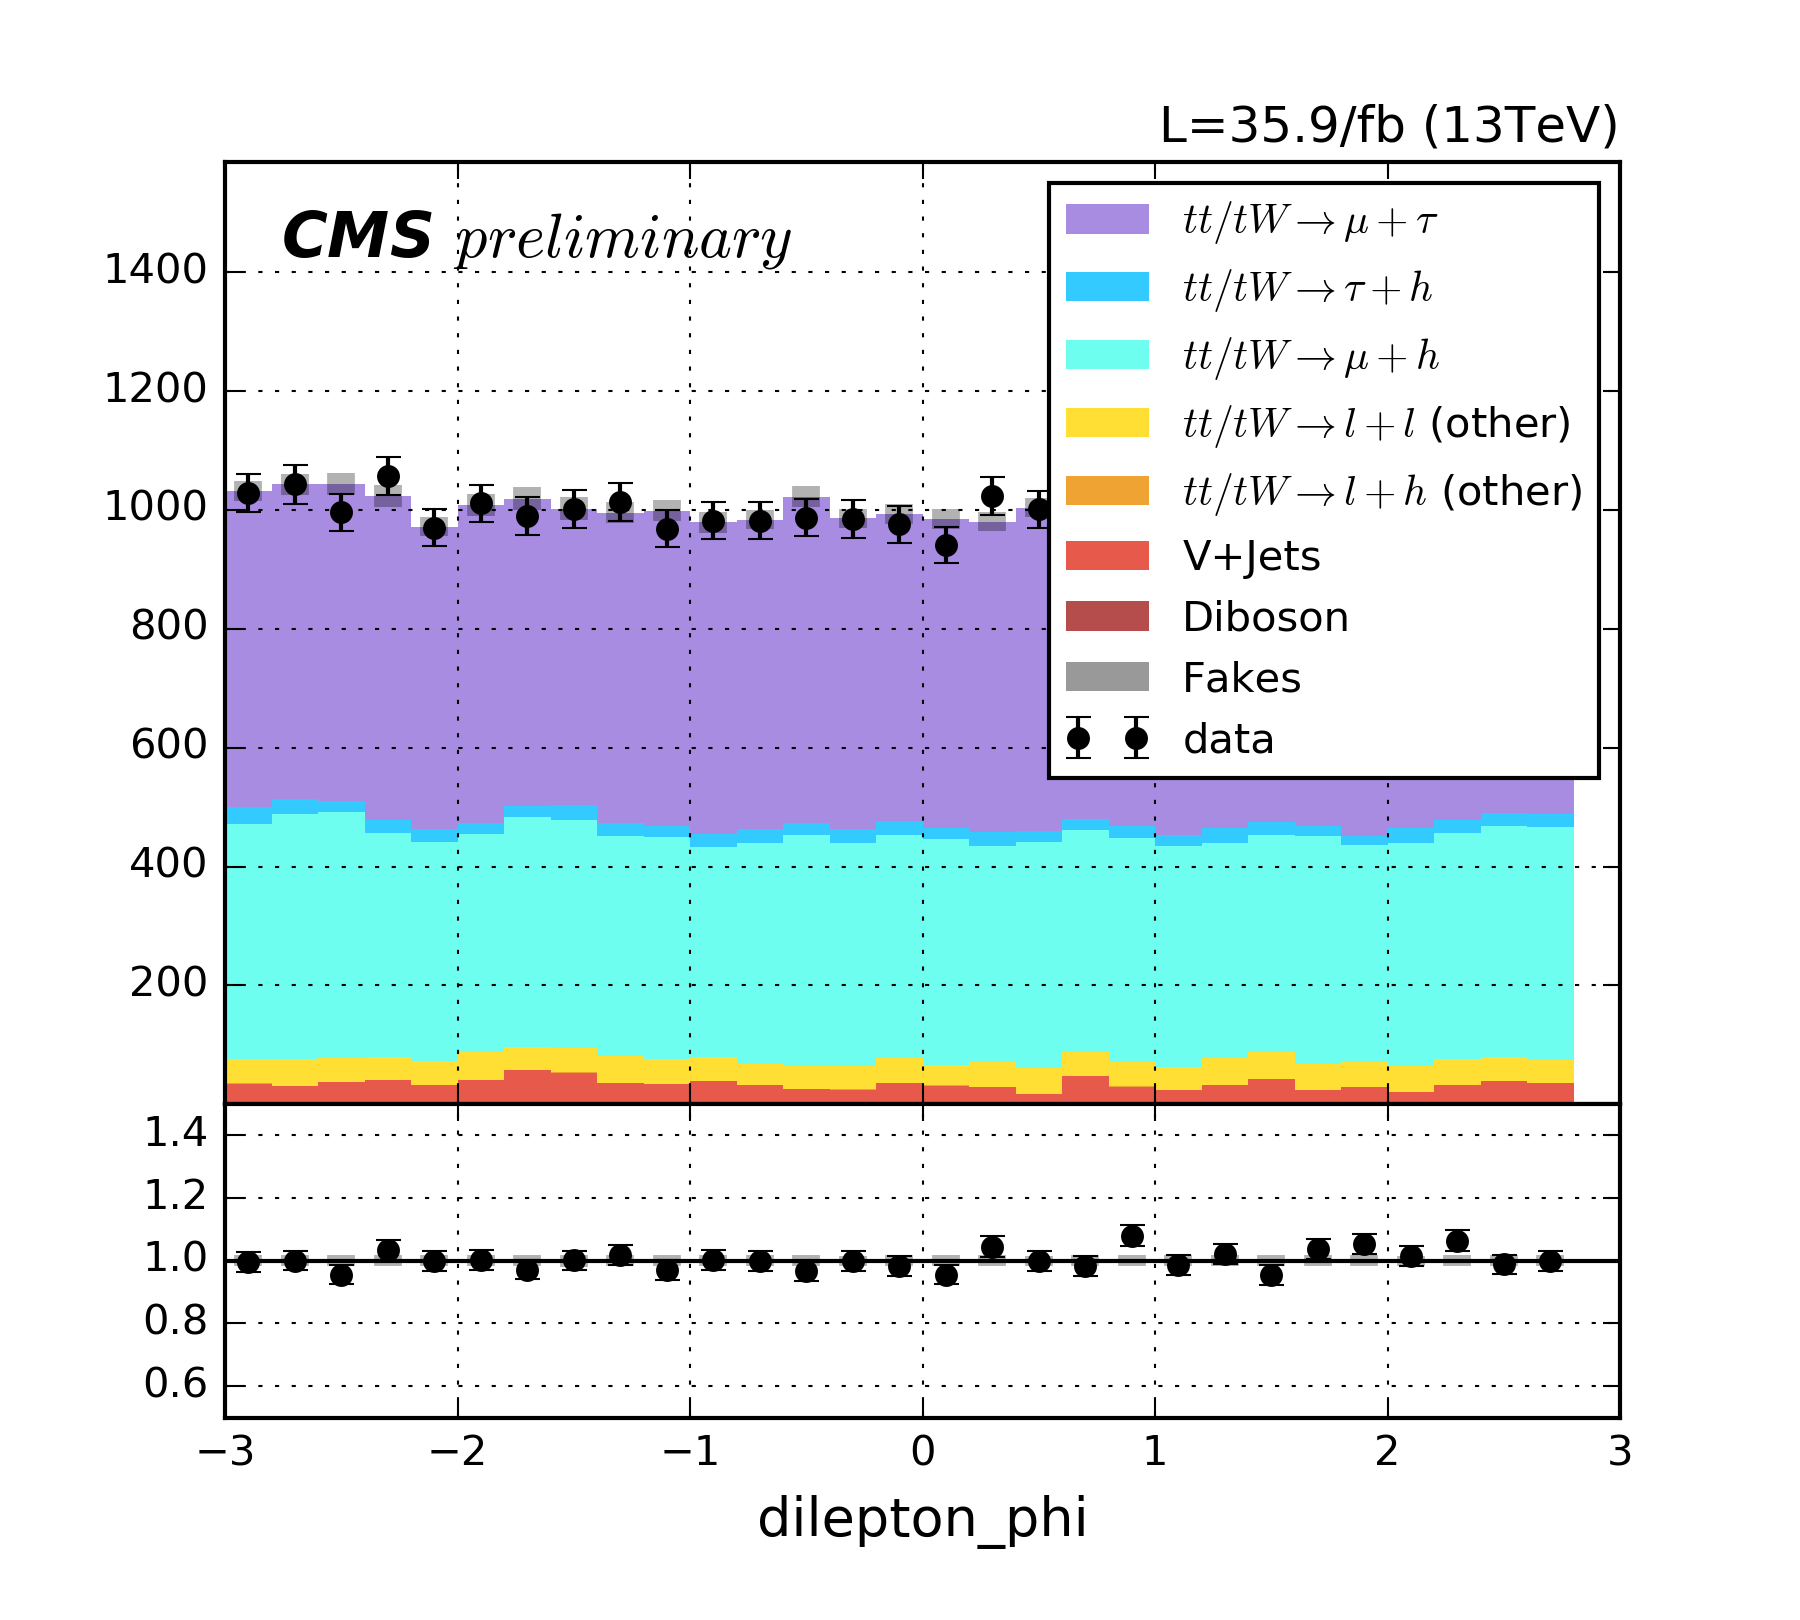 L=35.9/fb (13TeV)
CMS preliminary
1400
1200
1000
800
600
400
200
tt/tW → μ + τ
tt/tW → τ + h
tt/tW → μ + h
tt/tW → l + l (other)
tt/tW → l + h (other)
V+Jets
Diboson
Fakes
data
1.4
1.2
1.0
0.8
0.6
−3 −2 −1 0 1 2 3
dilepton_phi